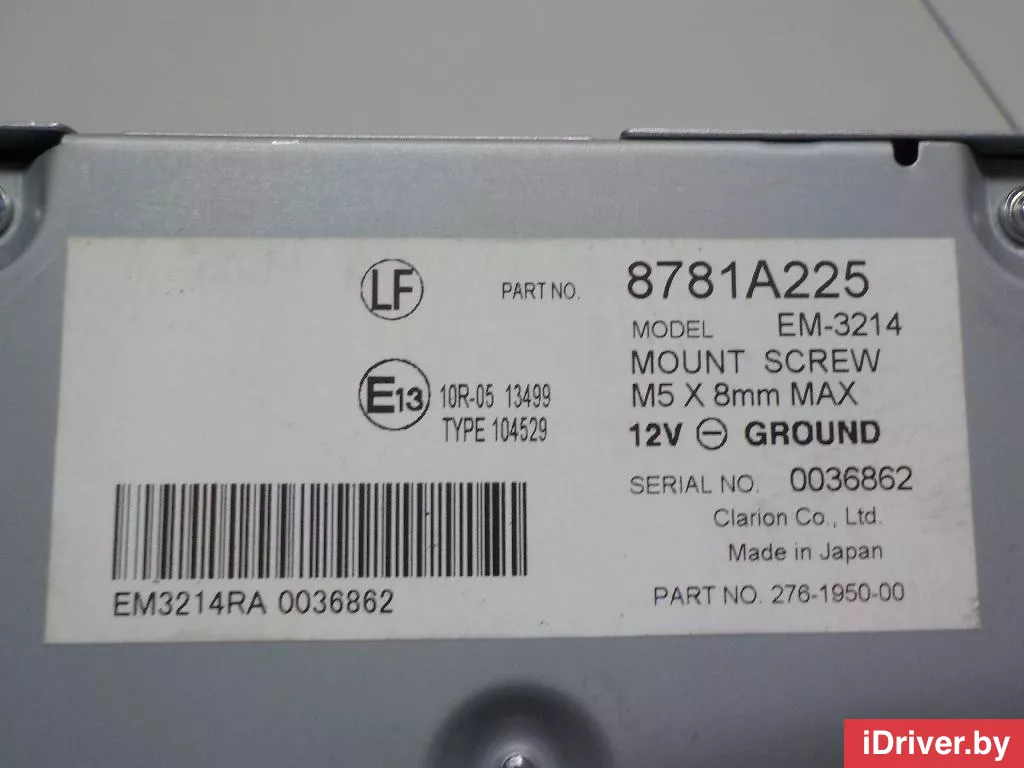 LF
PART NO. 8781A225
MODEL EM-3214
MOUNT SCREW
M5 X 8mm MAX
12V ⊖ GROUND
E13 10R-05 13499
TYPE 104529
SERIAL NO. 0036862
Clarion Co., Ltd.
Made in Japan
EM3214RA 0036862
PART NO. 276-1950-00
iDriver.by